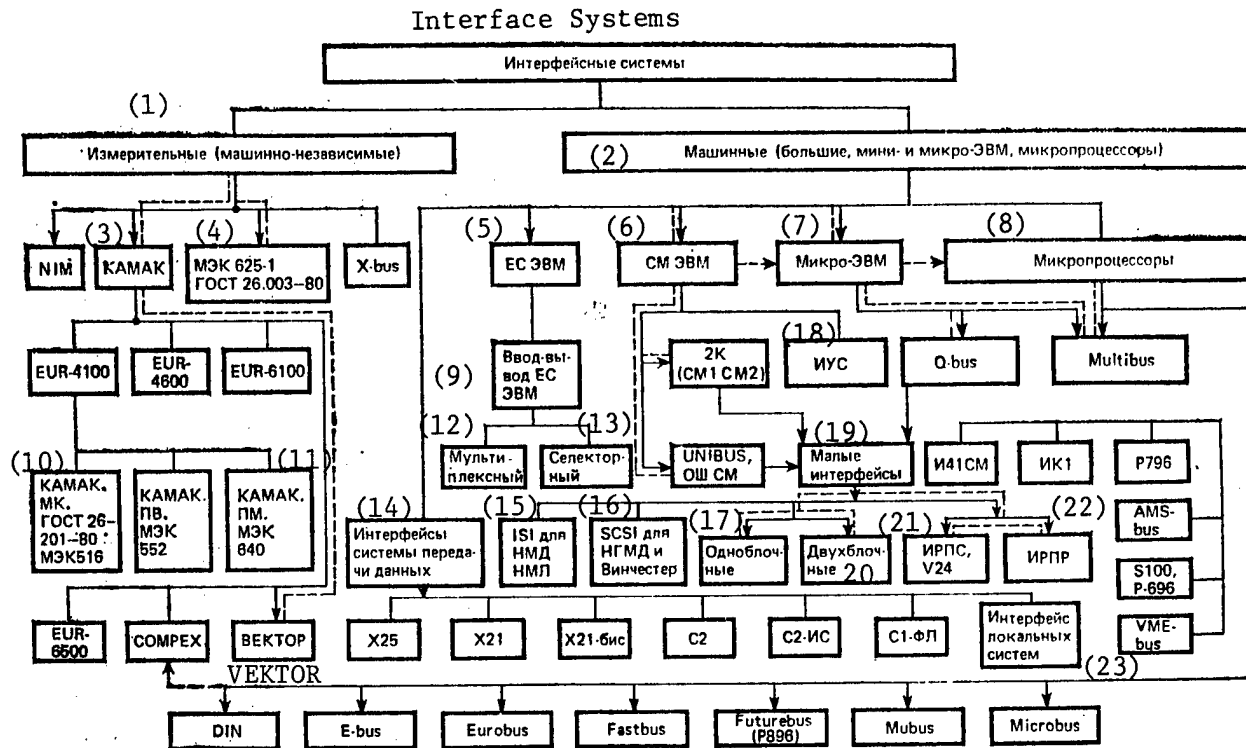 Interface Systems
Интерфейсные системы
(1)
Измерительные (машинно-независимые)
(2)
Машинные (большие, мини- и микро-ЭВМ, микропроцессоры)
(3)
(4)
(5)
(6)
(7)
(8)
NIM
КАМАК
МЭК 625-1
ГОСТ 26.003—80
X-bus
ЕС ЭВМ
СМ ЭВМ
Микро-ЭВМ
Микропроцессоры
EUR-4100
EUR-
4600
EUR-6100
(9)
Ввод-вы-
вод ЕС
ЭВМ
2К
(СМ1 СМ2)
(18)
ИУС
Q-bus
Multibus
(10)
КАМАК.
МК.
ГОСТ 26-
201—80
МЭК516
КАМАК.
ПВ.
МЭК
552
(11)
КАМАК.
ПМ.
МЭК
640
(12)
Мульти-
плексный
(13)
Селектор-
ный
UNIBUS,
ОШ СМ
(19)
Малые
интерфейсы
И41СМ
ИК1
P796
(14)
Интерфейсы
системы переда-
чи данных
(15)
ISI для
НМД
НМЛ
(16)
SCSI для
НГМД и
Винчестер
(17)
Одноблоч-
ные
Двухблоч-
ные 20
(21)
ИРПС,
V24
(22)
ИРПР
AMS-
bus
S100,
P-696
VME-
bus
EUR-
6500
COMPEX
ВЕКТОР
VEKTOR
X25
X21
X21-бис
С2
С2-ИС
С1-ФЛ
Интерфейс
локальных
систем
(23)
DIN
E-bus
Eurobus
Fastbus
Futurebus
(P896)
Mubus
Microbus